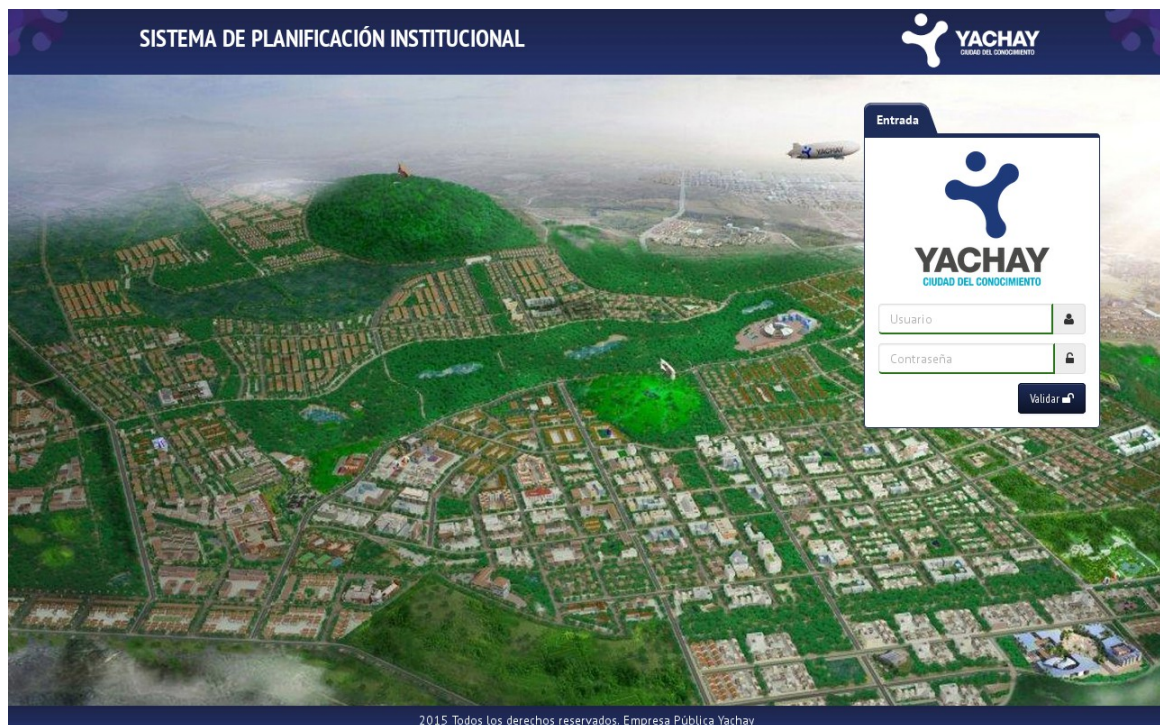 SISTEMA DE PLANIFICACIÓN INSTITUCIONAL
YACHAY
CIUDAD DEL CONOCIMIENTO
Entrada
YACHAY
YACHAY
CIUDAD DEL CONOCIMIENTO
Usuario
Contraseña
Validar
2015 Todos los derechos reservados. Empresa Pública Yachay